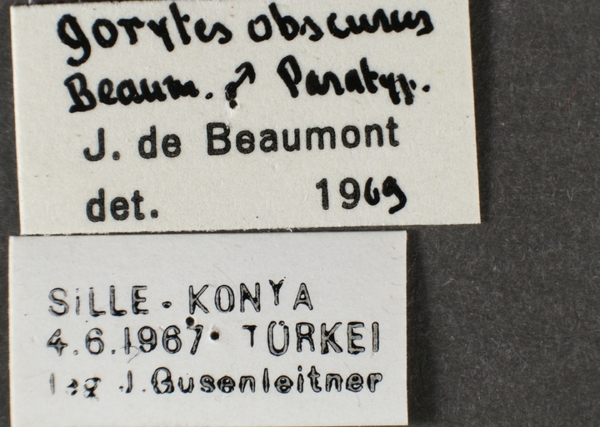 gorytes obscurus
Beaum. ♂ Paratyp.
J. de Beaumont
det. 1969
SiLLE - KONYA
4.6.1967 TÜRKEI
leg J. Gusenleitner